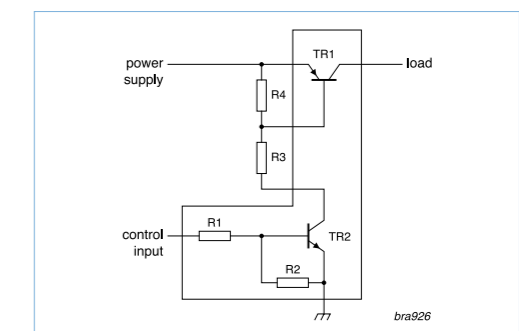 TR1
power
supply
load
R4
R3
control
input
R1
TR2
R2
bra926